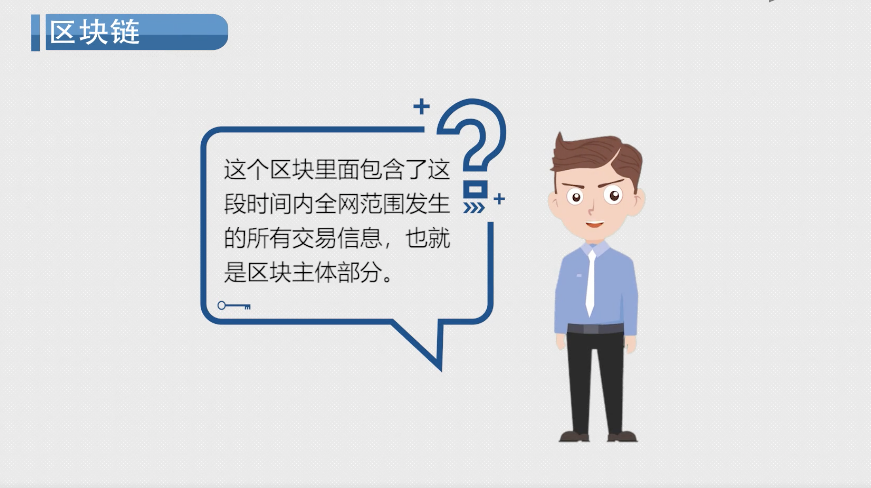 区块链
这个区块里面包含了这
段时间内全网范围发生
的所有交易信息，也就
是区块主体部分。